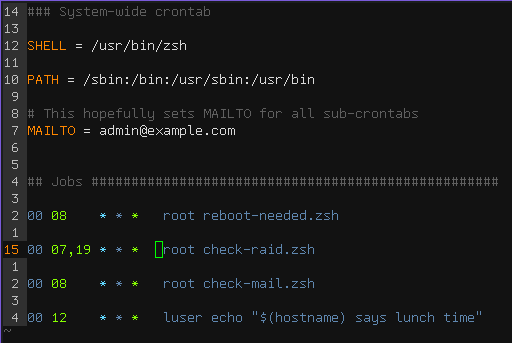 14 ### System-wide crontab
13
12 SHELL = /usr/bin/zsh
11
10 PATH = /sbin:/bin:/usr/sbin:/usr/bin
9
8 # This hopefully sets MAILTO for all sub-crontabs
7 MAILTO = admin@example.com
6
5
4 ## Jobs ###################################################
3
2 00 08    * * *   root reboot-needed.zsh
1
15 00 07,19 * * *   root check-raid.zsh
1
2 00 08    * * *   root check-mail.zsh
3
4 00 12    * * *   luser echo "$(hostname) says lunch time"
~